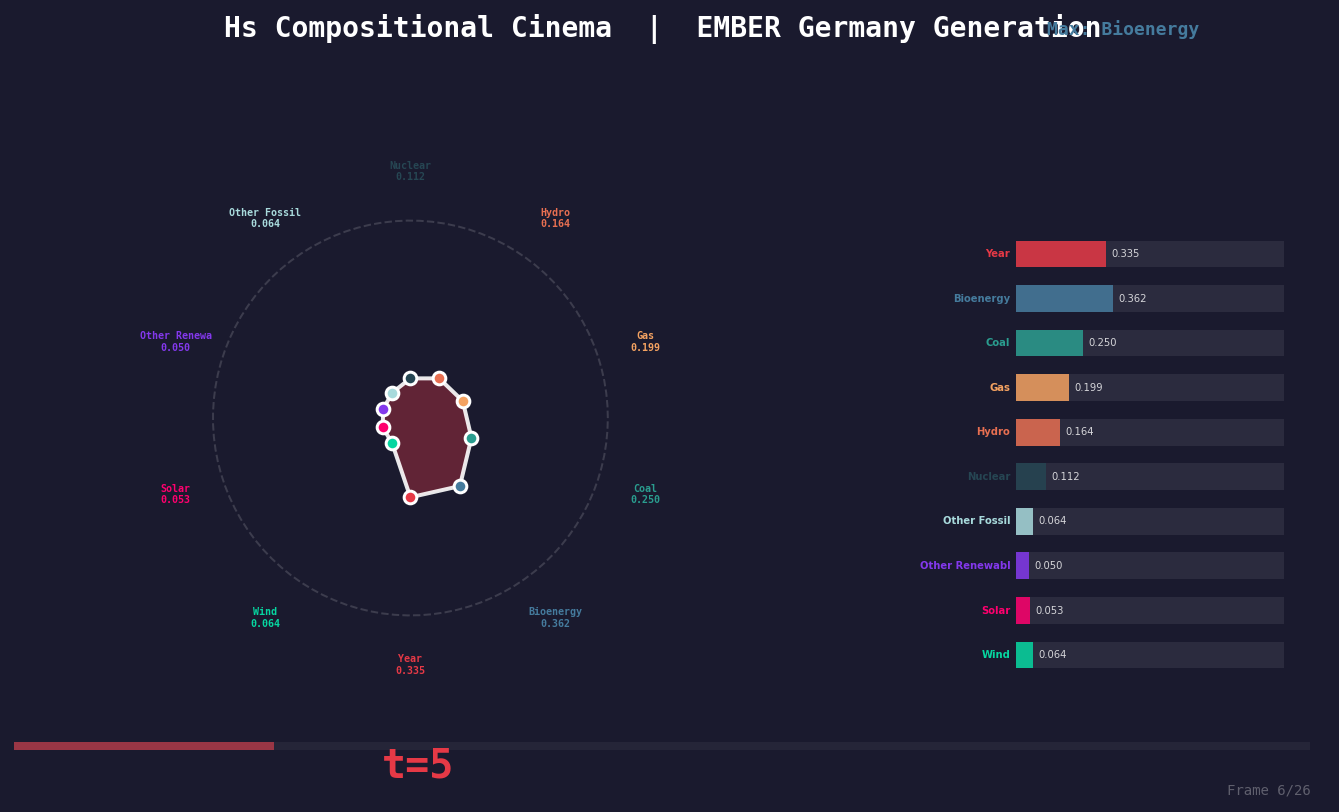 Hs Compositional Cinema | EMBER Germany Generation
Max: Bioenergy
Nuclear
0.112
Other Fossil
0.064
Hydro
0.164
Other Renewa
0.050
Gas
0.199
Solar
0.053
Coal
0.250
Wind
0.064
Bioenergy
0.362
Year
0.335
Year 0.335
Bioenergy 0.362
Coal 0.250
Gas 0.199
Hydro 0.164
Nuclear 0.112
Other Fossil 0.064
Other Renewabl 0.050
Solar 0.053
Wind 0.064
t=5
Frame 6/26